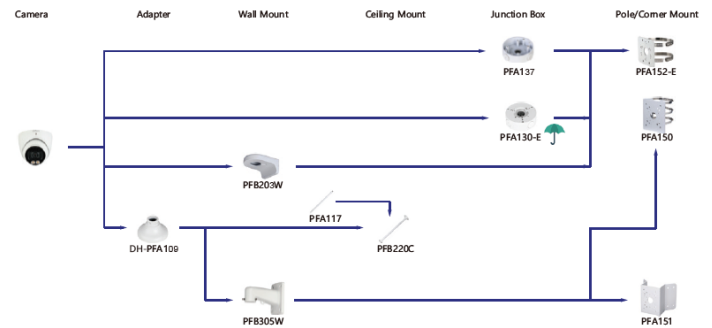 Camera Adapter Wall Mount Ceiling Mount Junction Box Pole/Corner Mount
PFA137 PFA152-E
PFA130-E PFA150
PFB203W
PFA117
DH-PFA109 PFB220C
PFB305W PFA151